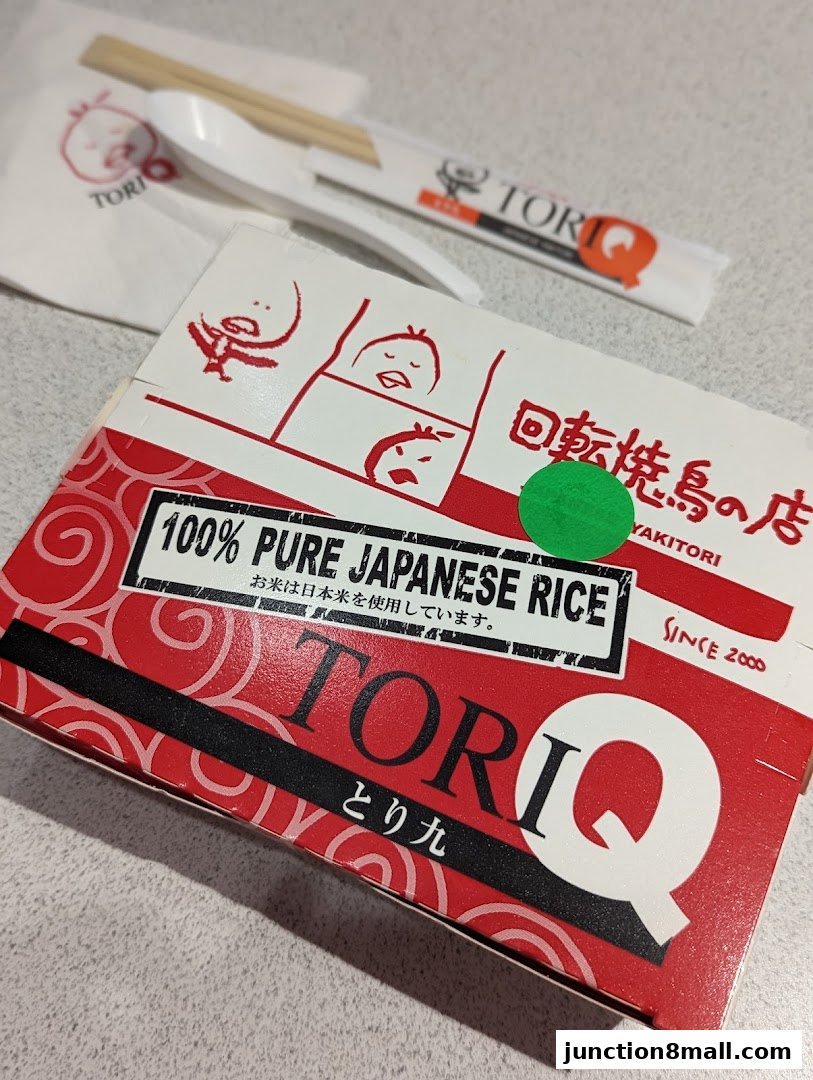 TORI
TORIQ
回転焼鳥の店
YAKITORI
100% PURE JAPANESE RICE
お米は日本米を使用しています。
SINCE 2000
TORIQ
とり九
junction8mall.com